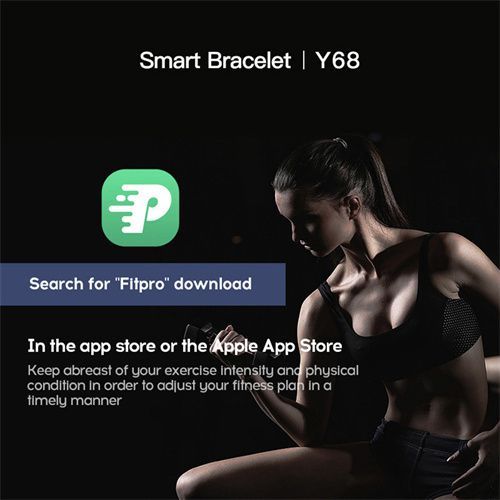 Smart Bracelet | Y68
P
Search for "Fitpro" download
In the app store or the Apple App Store
Keep abreast of your exercise intensity and physical
condition in order to adjust your fitness plan in a
timely manner